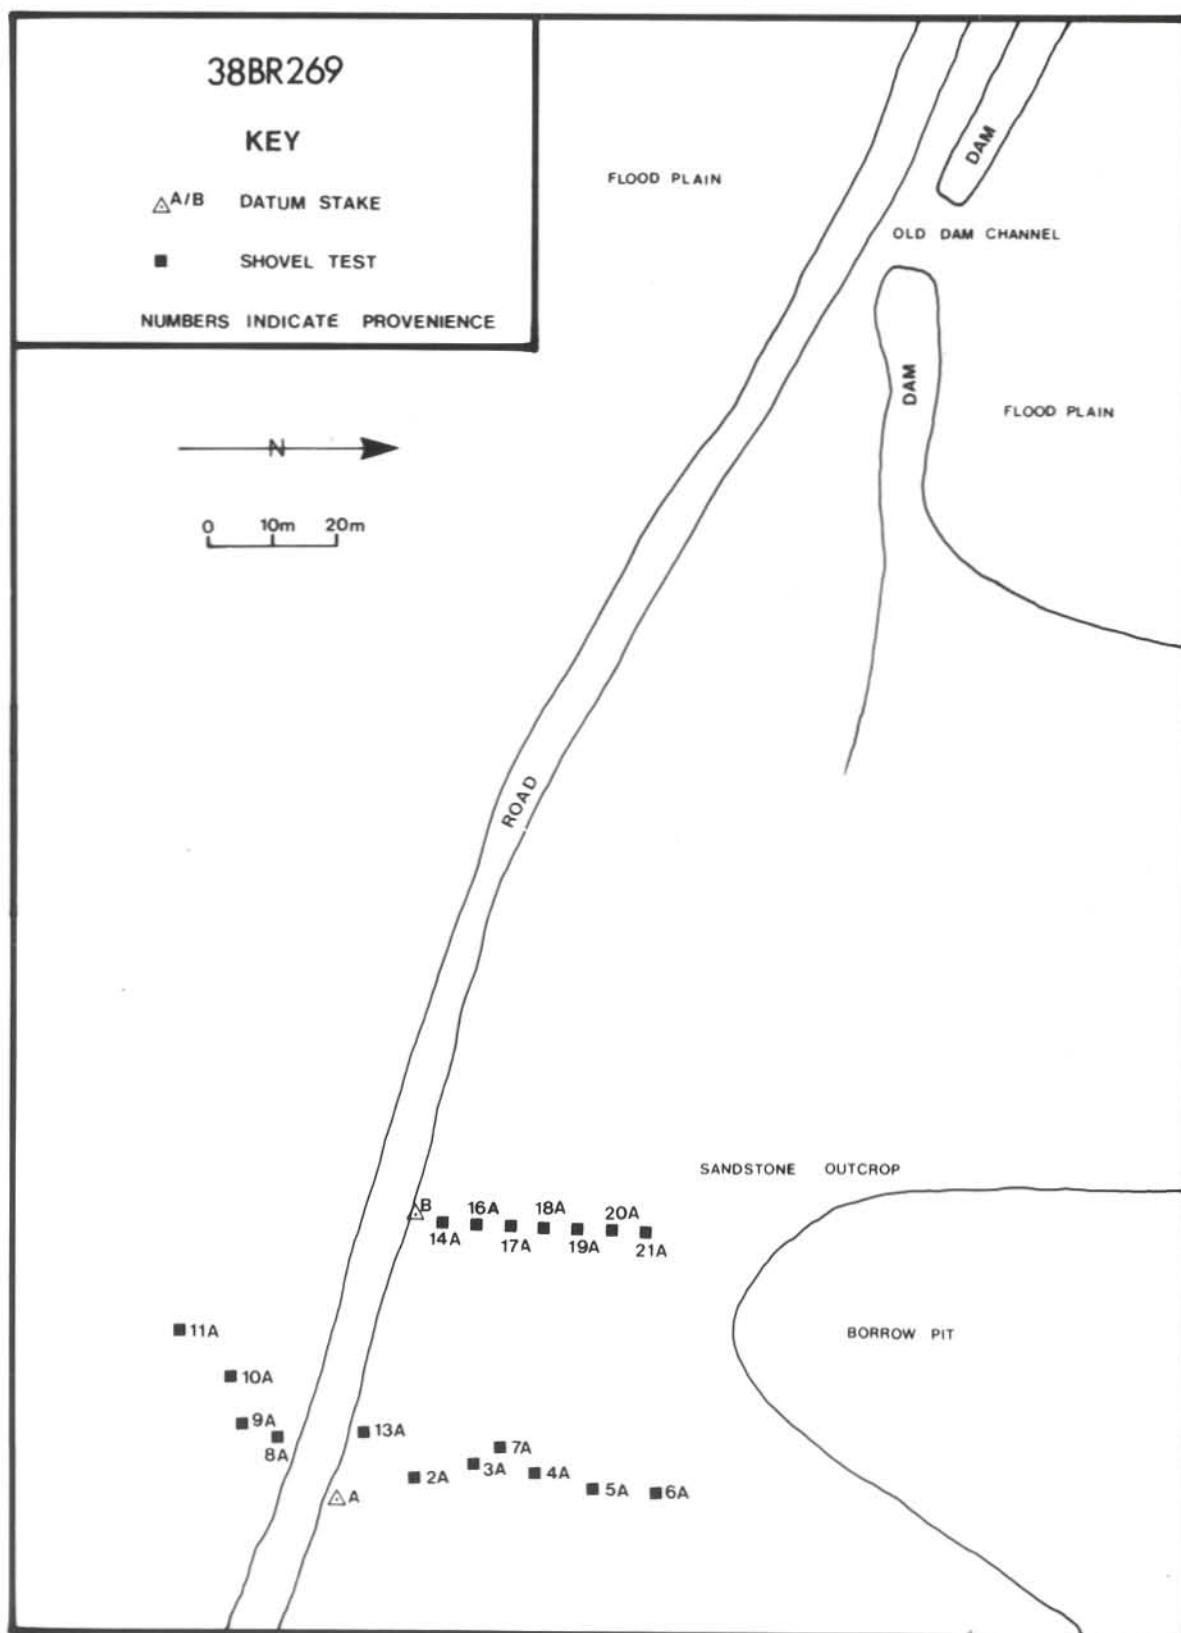 38BR269
KEY
A/B DATUM STAKE
SHOVEL TEST
NUMBERS INDICATE PROVENIENCE
FLOOD PLAIN
DAM
OLD DAM CHANNEL
DAM
FLOOD PLAIN
N
0 10m 20m
ROAD
SANDSTONE OUTCROP
B
16A 18A 20A
14A 17A 19A 21A
11A
BORROW PIT
10A
9A
13A
8A
7A
3A
4A
2A
5A
6A
A